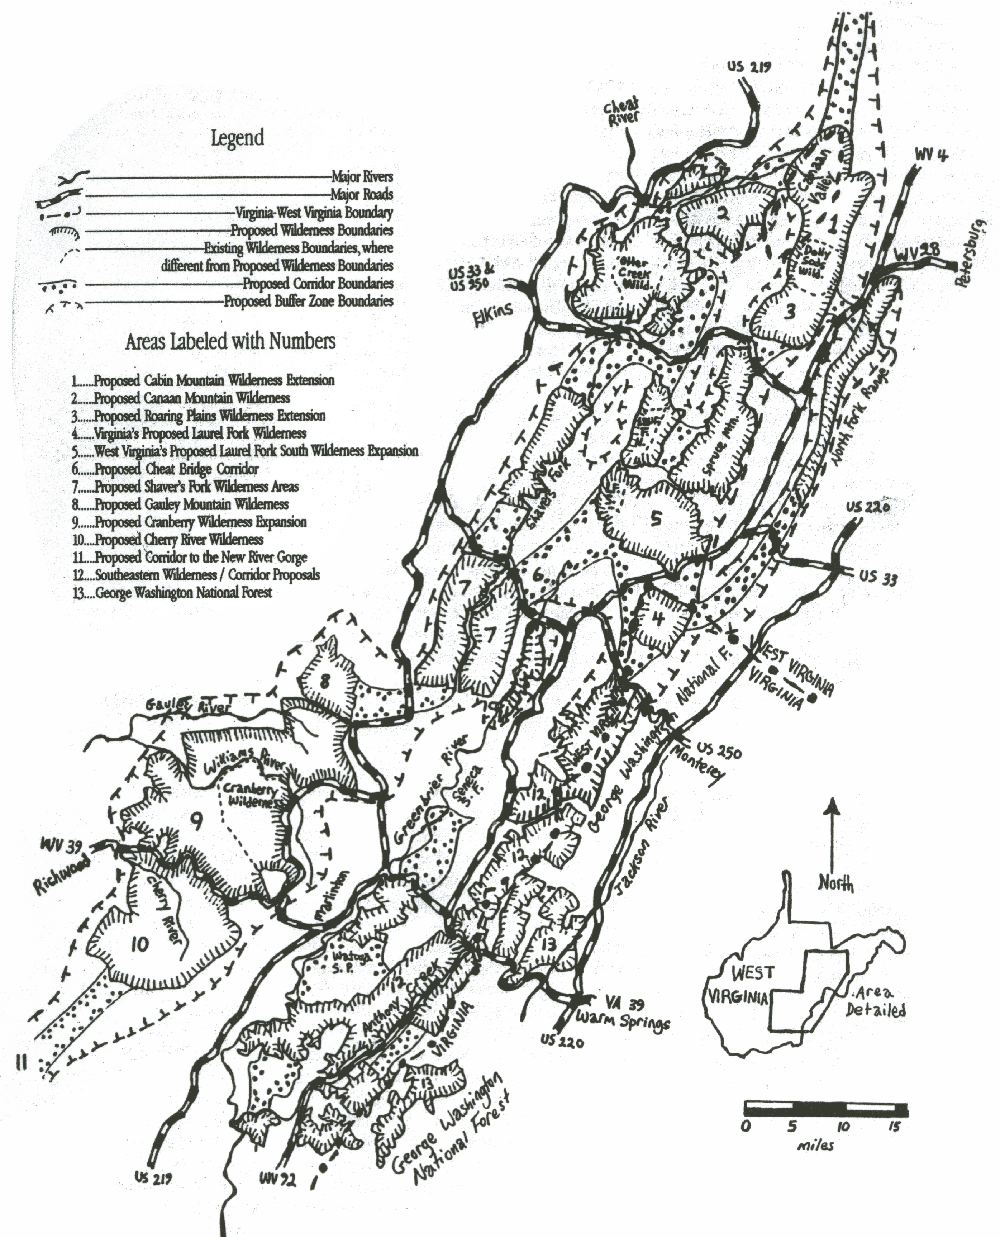 Legend
Major Rivers
Major Roads
Virginia-West Virginia Boundary
Proposed Wilderness Boundaries
Existing Wilderness Boundaries, where
different from Proposed Wilderness Boundaries
Proposed Corridor Boundaries
Proposed Buffer Zone Boundaries
Areas Labeled with Numbers
1.....Proposed Cabin Mountain Wilderness Extension
2.....Proposed Canaan Mountain Wilderness
3.....Proposed Roaring Plains Wilderness Extension
4.....Virginia's Proposed Laurel Fork Wilderness
5.....West Virginia's Proposed Laurel Fork South Wilderness Expansion
6.....Proposed Cheat Bridge Corridor
7.....Proposed Shaver's Fork Wilderness Areas
8.....Proposed Gauley Mountain Wilderness
9.....Proposed Cranberry Wilderness Expansion
10....Proposed Cherry River Wilderness
11....Proposed Corridor to the New River Gorge
12....Southeastern Wilderness / Corridor Proposals
13....George Washington National Forest
US 219
Cheat
River
WV 4
Canaan
Valley
1
2
WV 28
Petersburg
Otter
Creek
Wild.
Dolly
Sods
Wild.
3
US 33 &
US 250
Elkins
North Fork Range
Spruce Mtn.
Shavers Fork
5
US 220
US 33
6
7
7
4
WEST VIRGINIA
VIRGINIA
8
Gauley River
George Washington National F.
US 250
Monterey
Williams River
Cranberry
Wilderness
Greenbrier River
Seneca
S.F.
12
9
WV 39
Richwood
Jackson River
12
Marlinton
Cherry
River
10
North
13
Watoga
S.P.
12
Anthony Creek
WEST
VIRGINIA
Area
Detailed
VA 39
Warm Springs
US 220
VIRGINIA
11
13
George Washington
National Forest
0 5 10 15
miles
US 219
WV 92